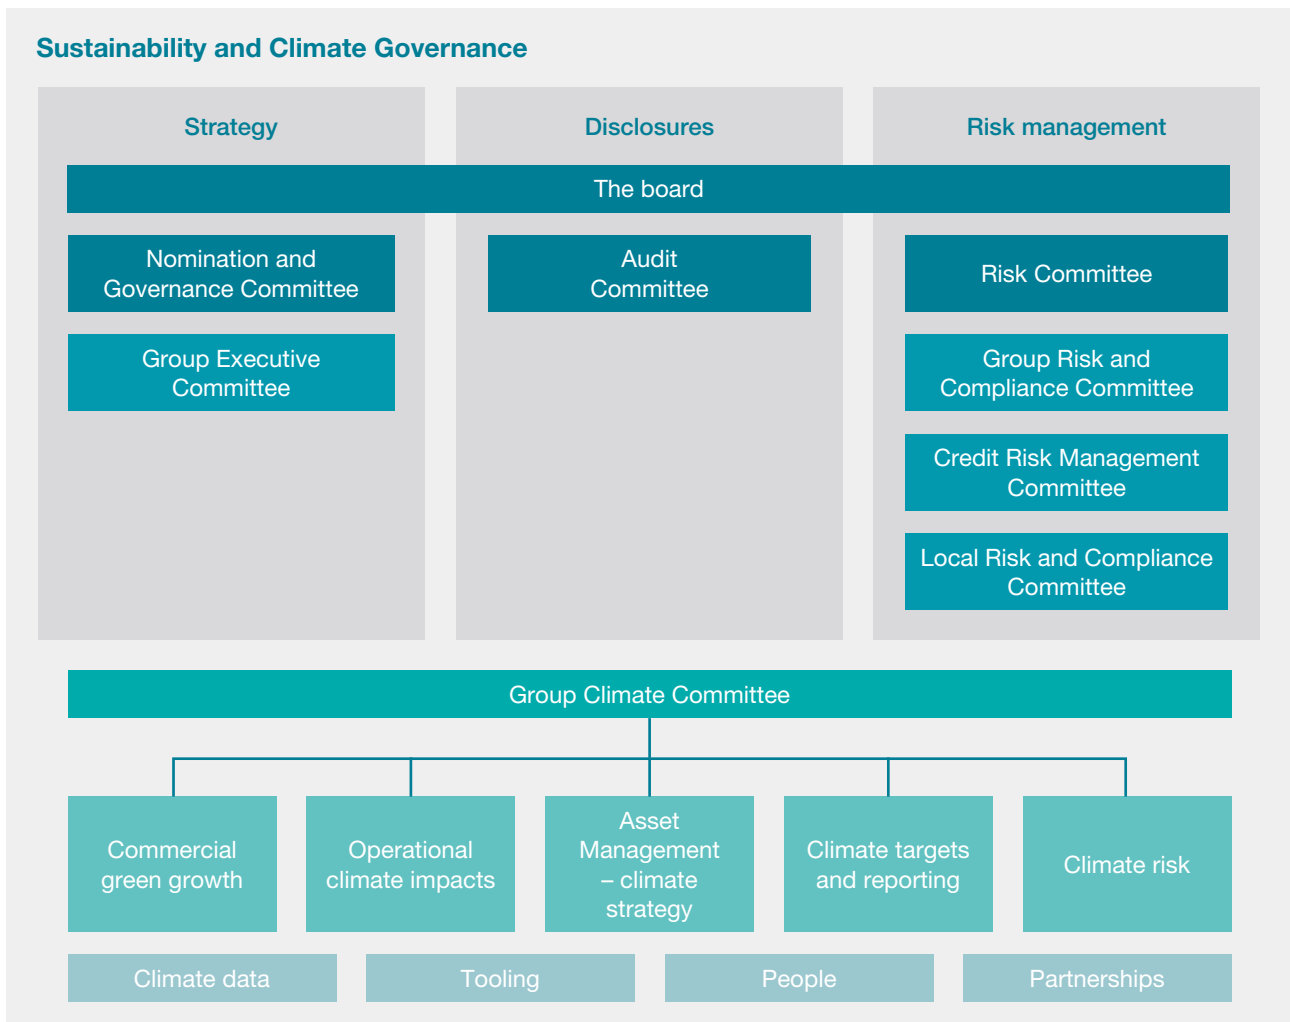 Sustainability and Climate Governance
Strategy
Disclosures
Risk management
The board
Nomination and
Governance Committee
Audit
Committee
Risk Committee
Group Executive
Committee
Group Risk and
Compliance Committee
Credit Risk Management
Committee
Local Risk and Compliance
Committee
Group Climate Committee
Commercial
green growth
Operational
climate impacts
Asset
Management
– climate
strategy
Climate targets
and reporting
Climate risk
Climate data
Tooling
People
Partnerships